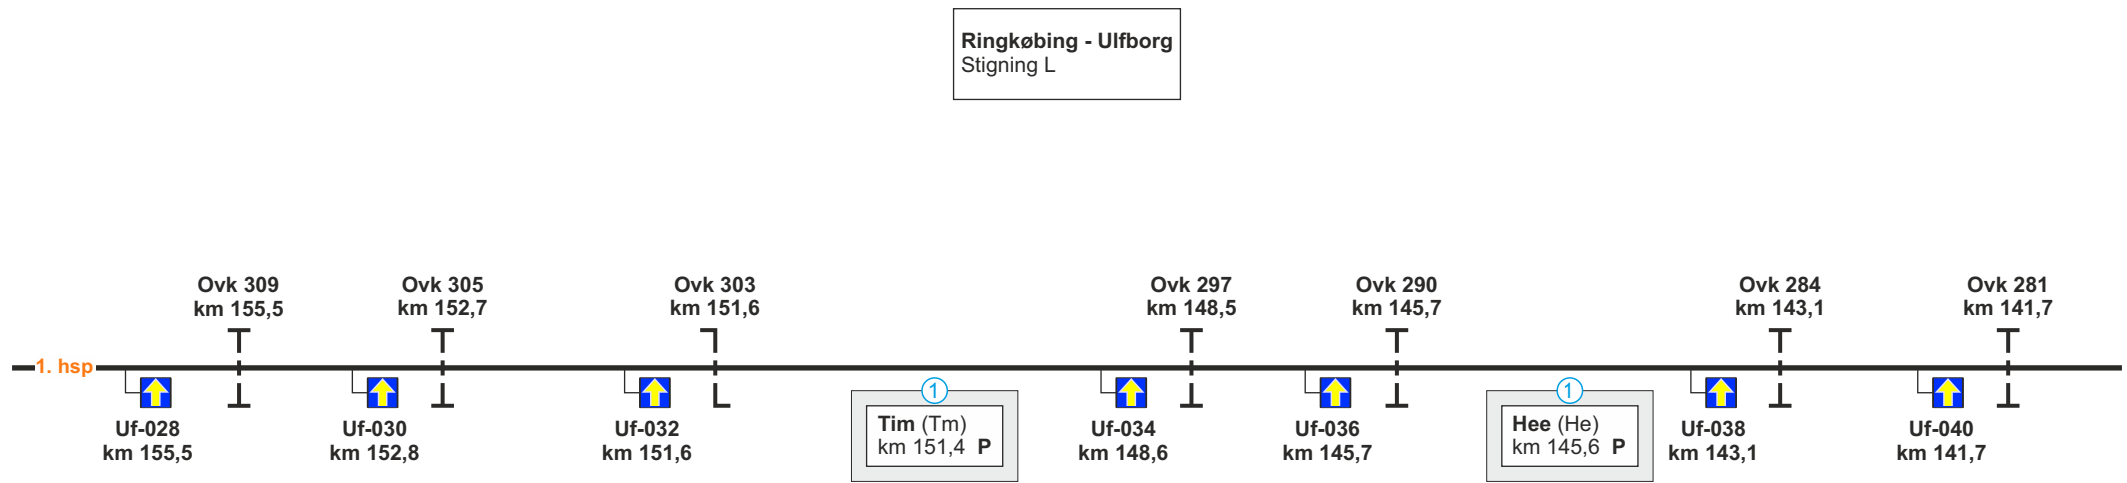 Ringkøbing - Ulfborg
Stigning L
Ovk 309
km 155,5
Ovk 305
km 152,7
Ovk 303
km 151,6
Ovk 297
km 148,5
Ovk 290
km 145,7
Ovk 284
km 143,1
Ovk 281
km 141,7
1. hsp
Uf-028
km 155,5
Uf-030
km 152,8
Uf-032
km 151,6
1
Tim (Tm)
km 151,4 P
Uf-034
km 148,6
Uf-036
km 145,7
1
Hee (He)
km 145,6 P
Uf-038
km 143,1
Uf-040
km 141,7